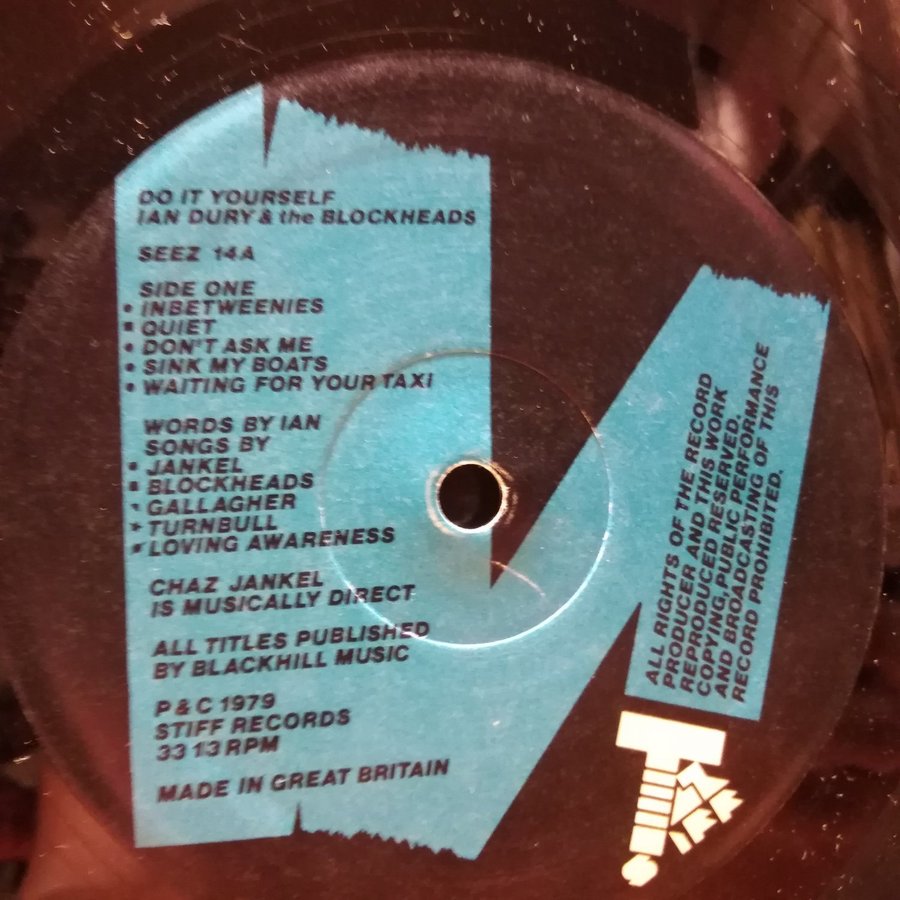 DO IT YOURSELF
IAN DURY & the BLOCKHEADS
SEEZ 14A
SIDE ONE
• INBETWEENIES
■ QUIET
• DON'T ASK ME
• SINK MY BOATS
• WAITING FOR YOUR TAXI
WORDS BY IAN
SONGS BY
• JANKEL
■ BLOCKHEADS
GALLAGHER
TURNBULL
LOVING AWARENESS
CHAZ JANKEL
IS MUSICALLY DIRECT
ALL TITLES PUBLISHED
BY BLACKHILL MUSIC
P & C 1979
STIFF RECORDS
33 1 3 RPM
MADE IN GREAT BRITAIN
ALL RIGHTS OF THE RECORD
PRODUCER AND THIS WORK
REPRODUCED RESERVED.
COPYING, PUBLIC PERFORMANCE
AND BROADCASTING OF THIS
RECORD PROHIBITED.